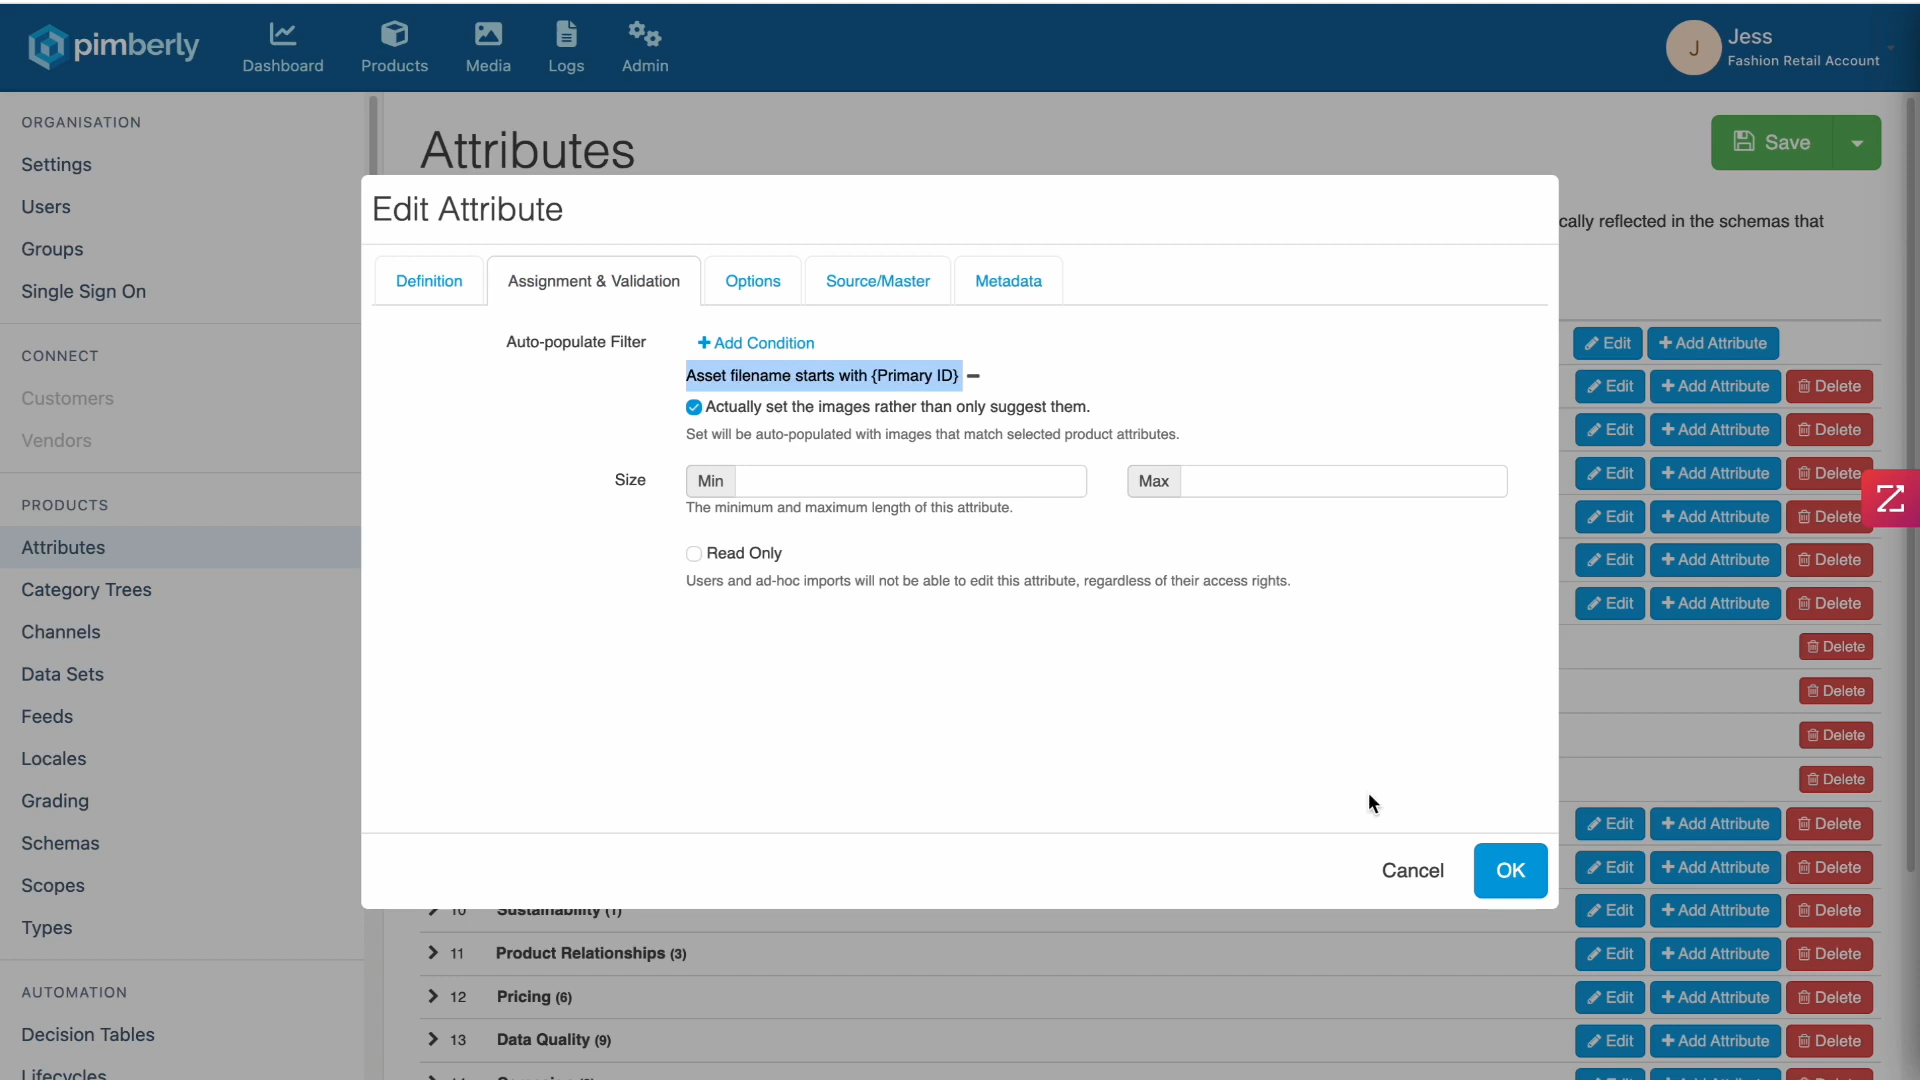 pimberly
Dashboard
Products
Media
Logs
Admin
J
Jess
Fashion Retail Account
ORGANISATION
Settings
Users
Groups
Single Sign On
CONNECT
Customers
Vendors
PRODUCTS
Attributes
Category Trees
Channels
Data Sets
Feeds
Locales
Grading
Schemas
Scopes
Types
AUTOMATION
Decision Tables
Lifecycles
Attributes
Save
cally reflected in the schemas that
Edit Attribute
Definition
Assignment & Validation
Options
Source/Master
Metadata
Auto-populate Filter
+ Add Condition
Asset filename starts with {Primary ID}
Actually set the images rather than only suggest them.
Set will be auto-populated with images that match selected product attributes.
Size
Min
Max
The minimum and maximum length of this attribute.
Read Only
Users and ad-hoc imports will not be able to edit this attribute, regardless of their access rights.
Cancel
OK
Edit + Add Attribute
Edit + Add Attribute Delete
Edit + Add Attribute Delete
Edit + Add Attribute Delete
Edit + Add Attribute Delete
Edit + Add Attribute Delete
Edit + Add Attribute Delete
Delete
Delete
Delete
Delete
Edit + Add Attribute Delete
Edit + Add Attribute Delete
10 Sustainability (1) Edit + Add Attribute Delete
11 Product Relationships (3) Edit + Add Attribute Delete
12 Pricing (6) Edit + Add Attribute Delete
13 Data Quality (9) Edit + Add Attribute Delete